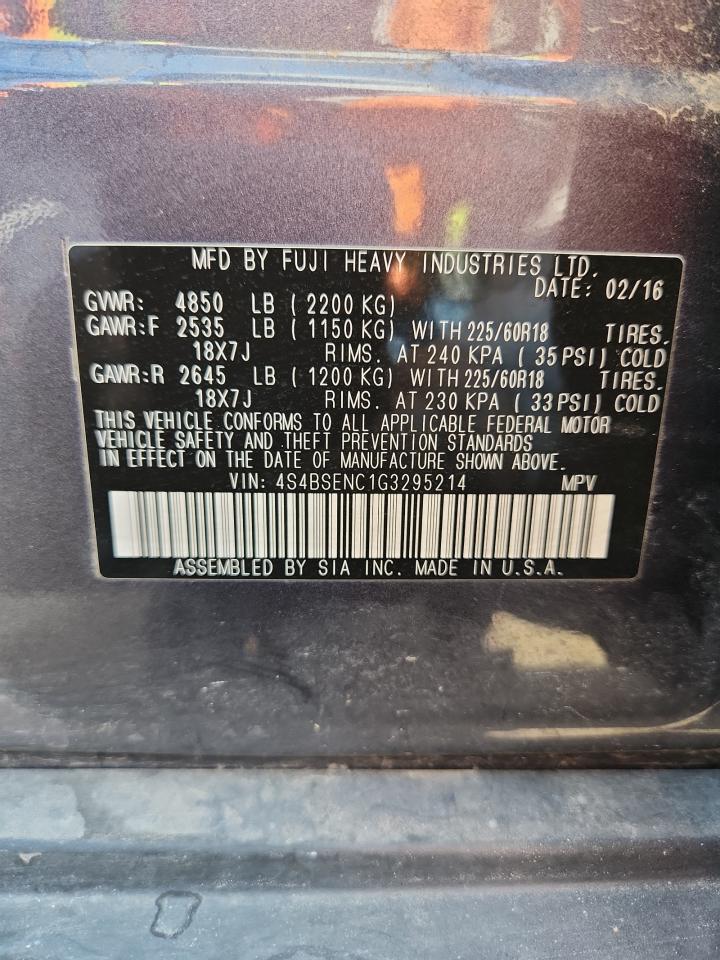 MFD BY FUJI HEAVY INDUSTRIES LTD.
DATE: 02/16
GVWR: 4850 LB ( 2200 KG)
GAWR:F 2535 LB ( 1150 KG) WITH 225/60R18 TIRES.
18X7J RIMS. AT 240 KPA ( 35 PSI) COLD
GAWR:R 2645 LB ( 1200 KG) WITH 225/60R18 TIRES.
18X7J RIMS. AT 230 KPA ( 33 PSI) COLD
THIS VEHICLE CONFORMS TO ALL APPLICABLE FEDERAL MOTOR
VEHICLE SAFETY AND THEFT PREVENTION STANDARDS
IN EFFECT ON THE DATE OF MANUFACTURE SHOWN ABOVE.
VIN: 4S4BSENC1G3295214 MPV
ASSEMBLED BY SIA INC. MADE IN U.S.A.